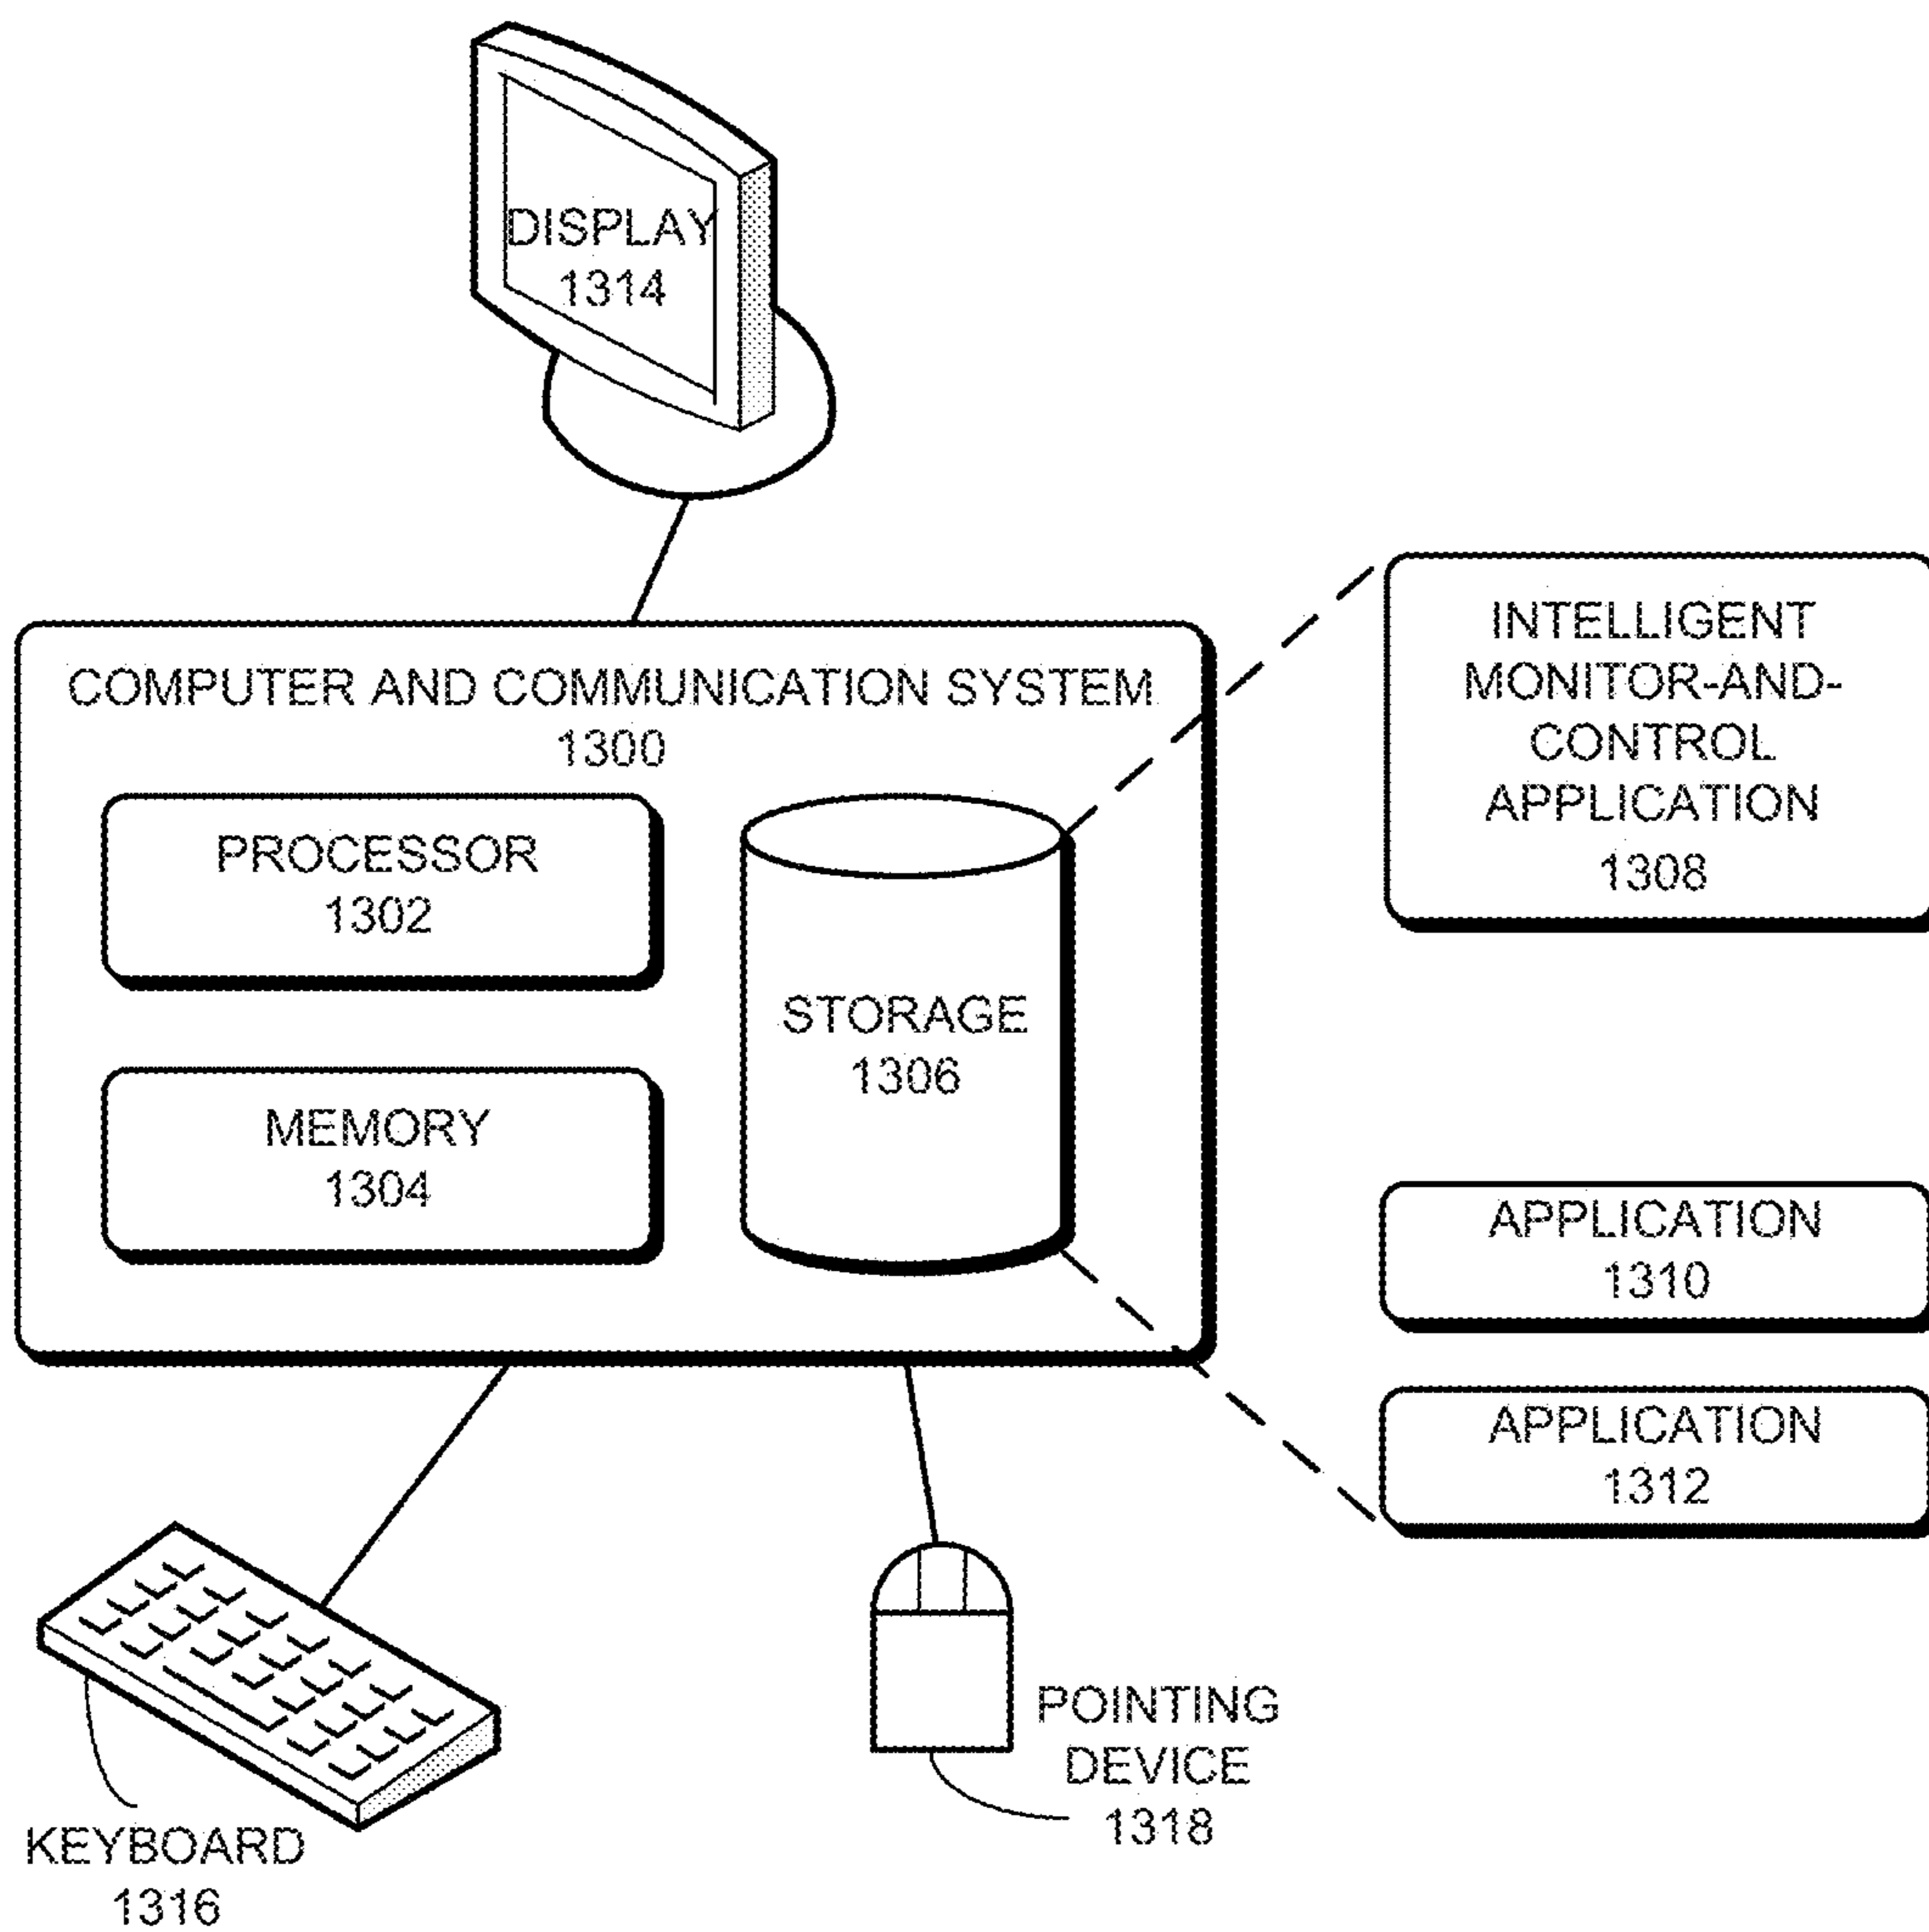 DISPLAY
1314
COMPUTER AND COMMUNICATION SYSTEM
1300
PROCESSOR
1302
MEMORY
1304
STORAGE
1306
INTELLIGENT
MONITOR-AND-
CONTROL
APPLICATION
1308
APPLICATION
1310
APPLICATION
1312
KEYBOARD
1316
POINTING
DEVICE
1318